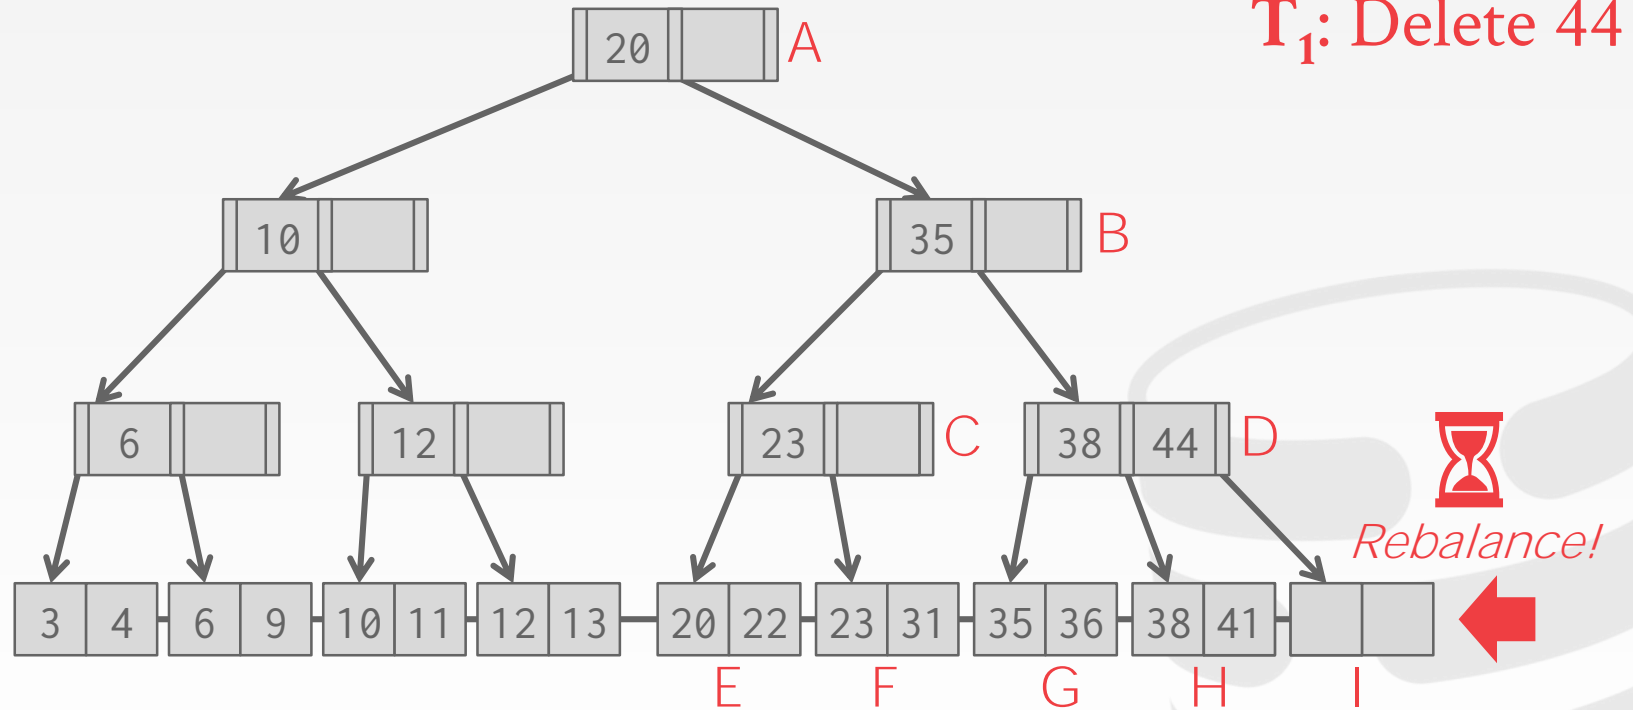 T₁: Delete 44
20 A
10 35 B
6 12 23 C 38 44 D
Rebalance!
3 4 6 9 10 11 12 13 20 22 23 31 35 36 38 41
E F G H I